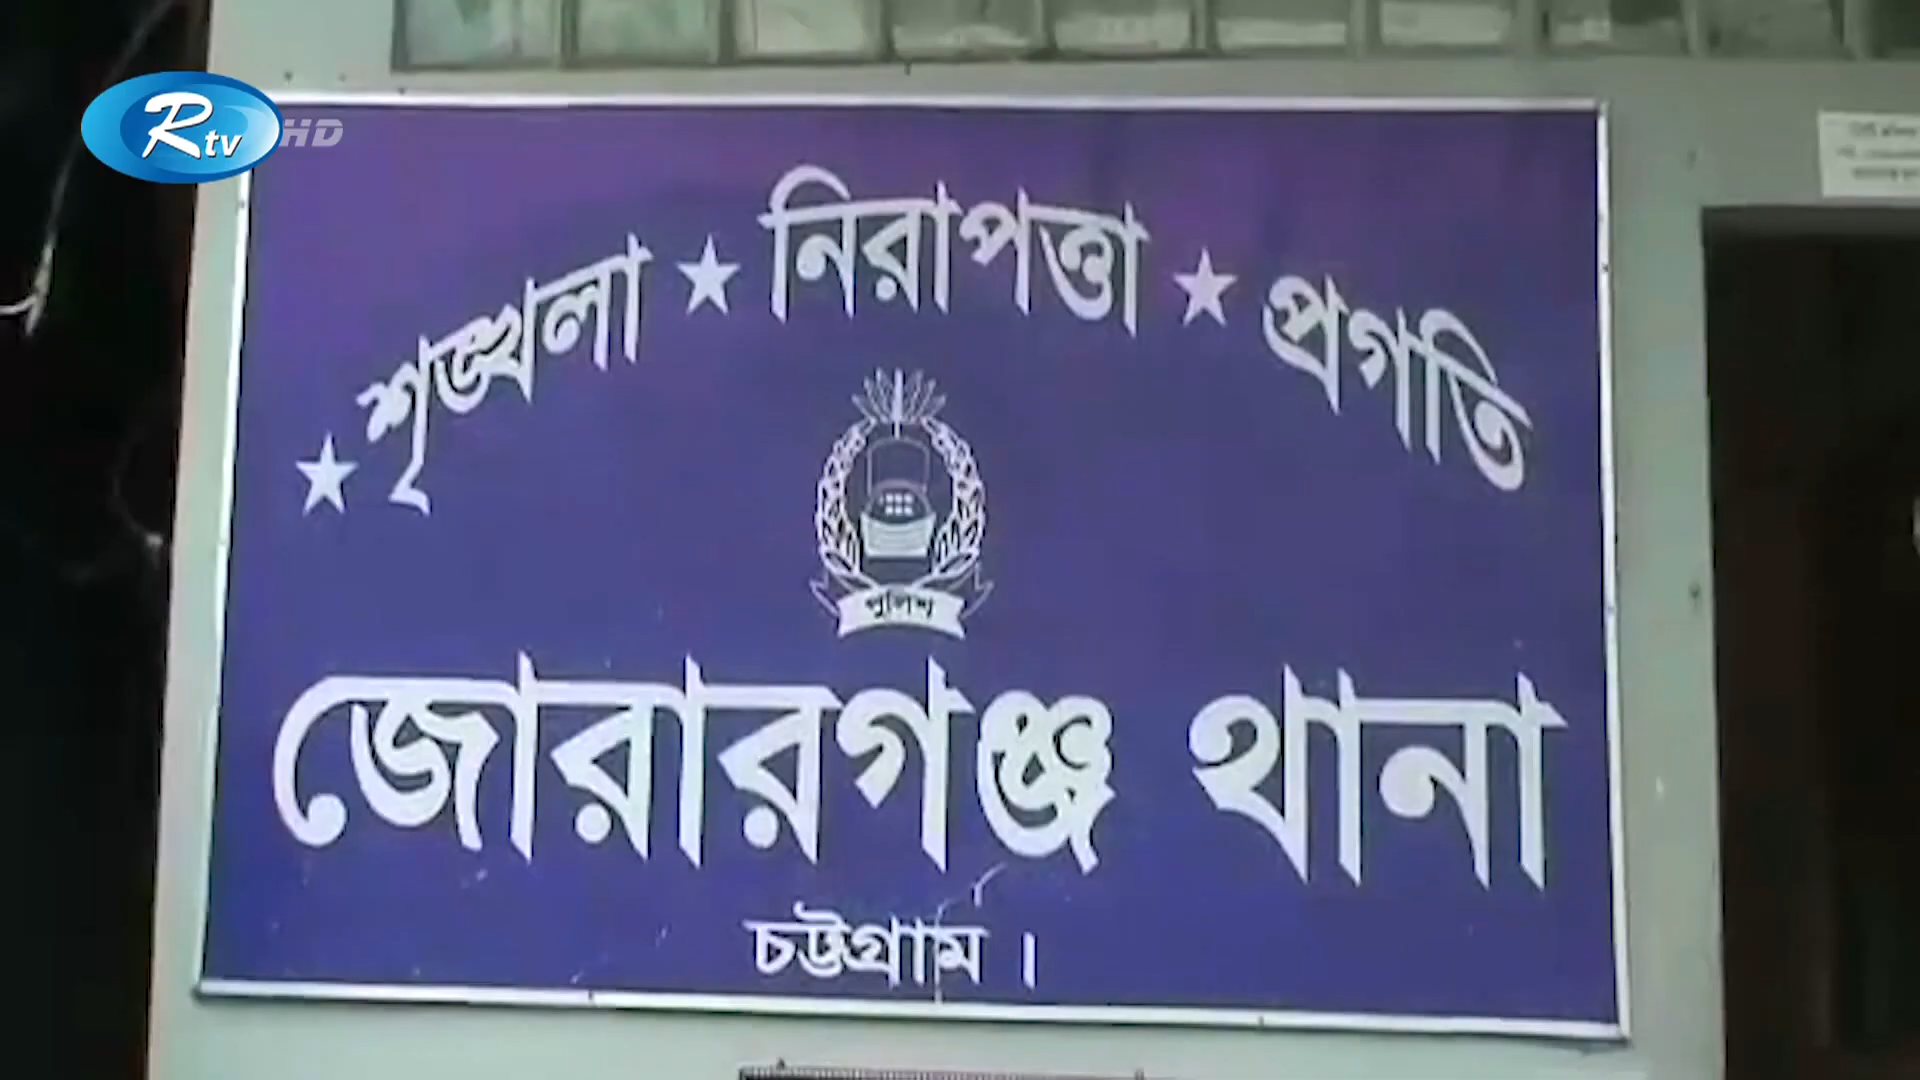 Rtv HD
★ শৃঙ্খলা ★ নিরাপত্তা ★ প্রগতি
পুলিশ
জোরারগঞ্জ থানা
চট্টগ্রাম।